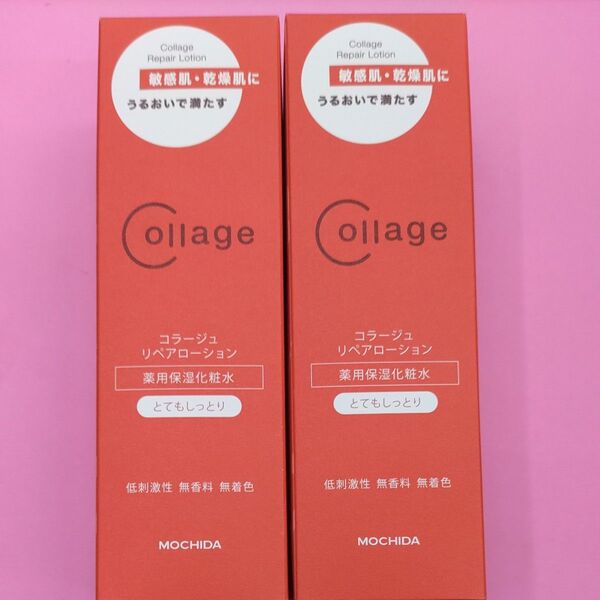 Collage
Repair Lotion
敏感肌・乾燥肌に
うるおいで満たす
Collage
コラージュ
リペアローション
薬用保湿化粧水
とてもしっとり
低刺激性 無香料 無着色
MOCHIDA
Collage
Repair Lotion
敏感肌・乾燥肌に
うるおいで満たす
Collage
コラージュ
リペアローション
薬用保湿化粧水
とてもしっとり
低刺激性 無香料 無着色
MOCHIDA